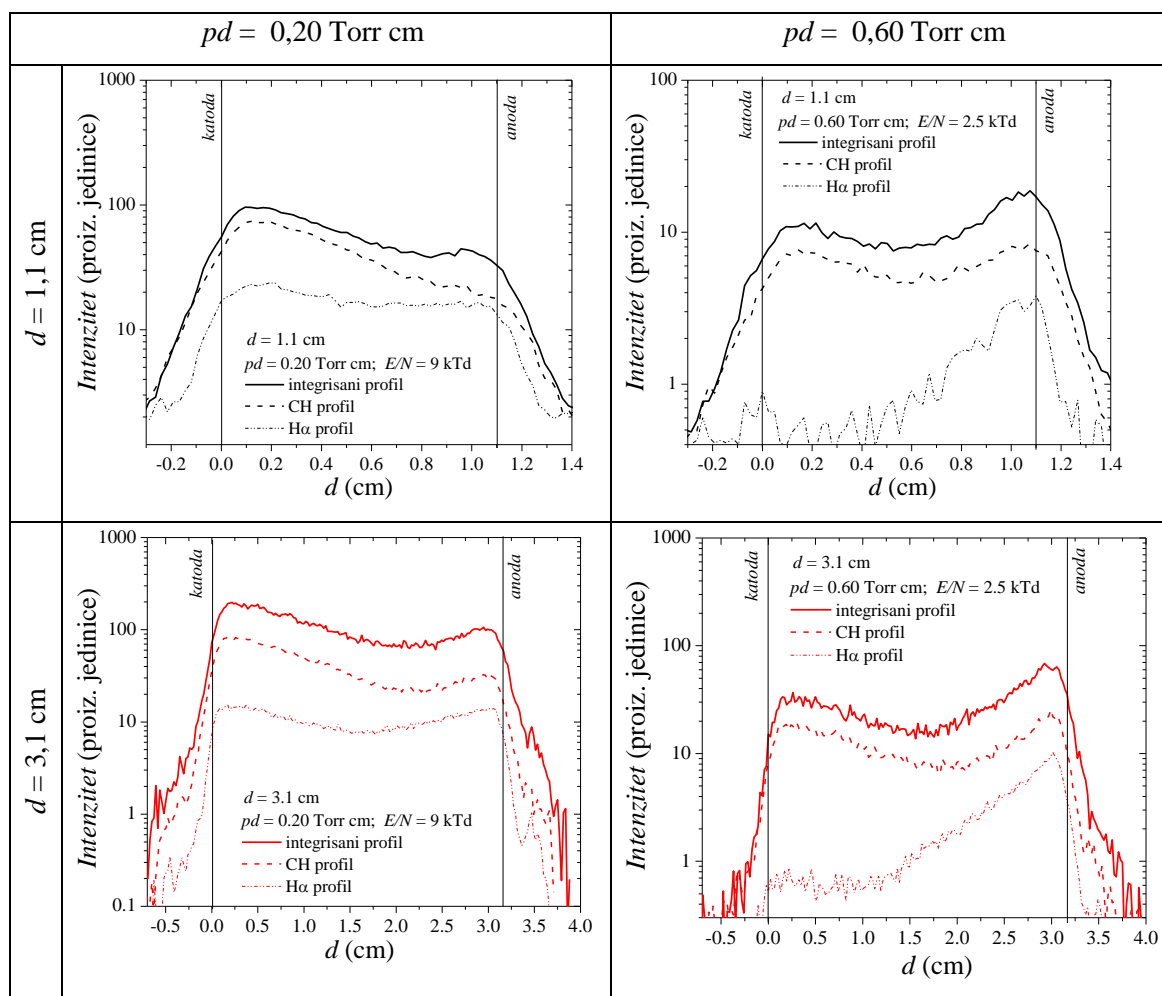 pd = 0,20 Torr cm
pd = 0,60 Torr cm
d = 1,1 cm
Intenzitet (proiz. jedinice)
1000
100
10
katoda
anoda
d = 1.1 cm
pd = 0.20 Torr cm; E/N = 9 kTd
integrisani profil
CH profil
Hα profil
-0.2 0.0 0.2 0.4 0.6 0.8 1.0 1.2 1.4
d (cm)
Intenzitet (proiz. jedinice)
100
10
1
katoda
anoda
d = 1.1 cm
pd = 0.60 Torr cm; E/N = 2.5 kTd
integrisani profil
CH profil
Hα profil
-0.2 0.0 0.2 0.4 0.6 0.8 1.0 1.2 1.4
d (cm)
d = 3,1 cm
Intenzitet (proiz. jedinice)
1000
100
10
1
0.1
katoda
anoda
d = 3.1 cm
pd = 0.20 Torr cm; E/N = 9 kTd
integrisani profil
CH profil
Hα profil
-0.5 0.0 0.5 1.0 1.5 2.0 2.5 3.0 3.5 4.0
d (cm)
Intenzitet (proiz. jedinice)
1000
100
10
1
katoda
anoda
d = 3.1 cm
pd = 0.60 Torr cm; E/N = 2.5 kTd
integrisani profil
CH profil
Hα profil
-0.5 0.0 0.5 1.0 1.5 2.0 2.5 3.0 3.5 4.0
d (cm)